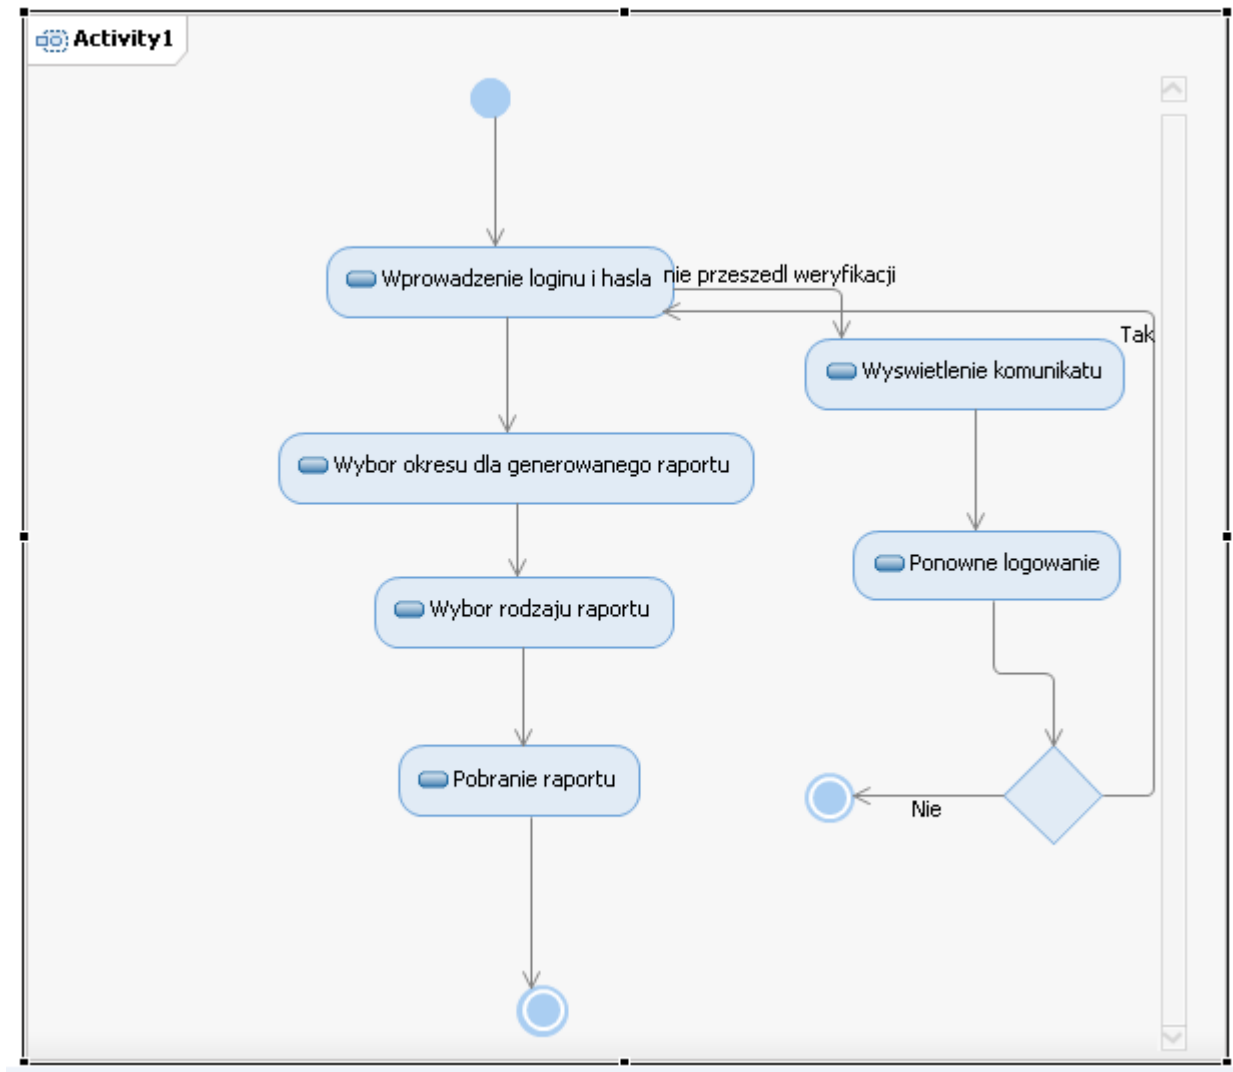 Activity1
Wprowadzenie loginu i hasla
nie przeszedl weryfikacji
Tak
Wyswietlenie komunikatu
Wybor okresu dla generowanego raportu
Ponowne logowanie
Wybor rodzaju raportu
Pobranie raportu
Nie